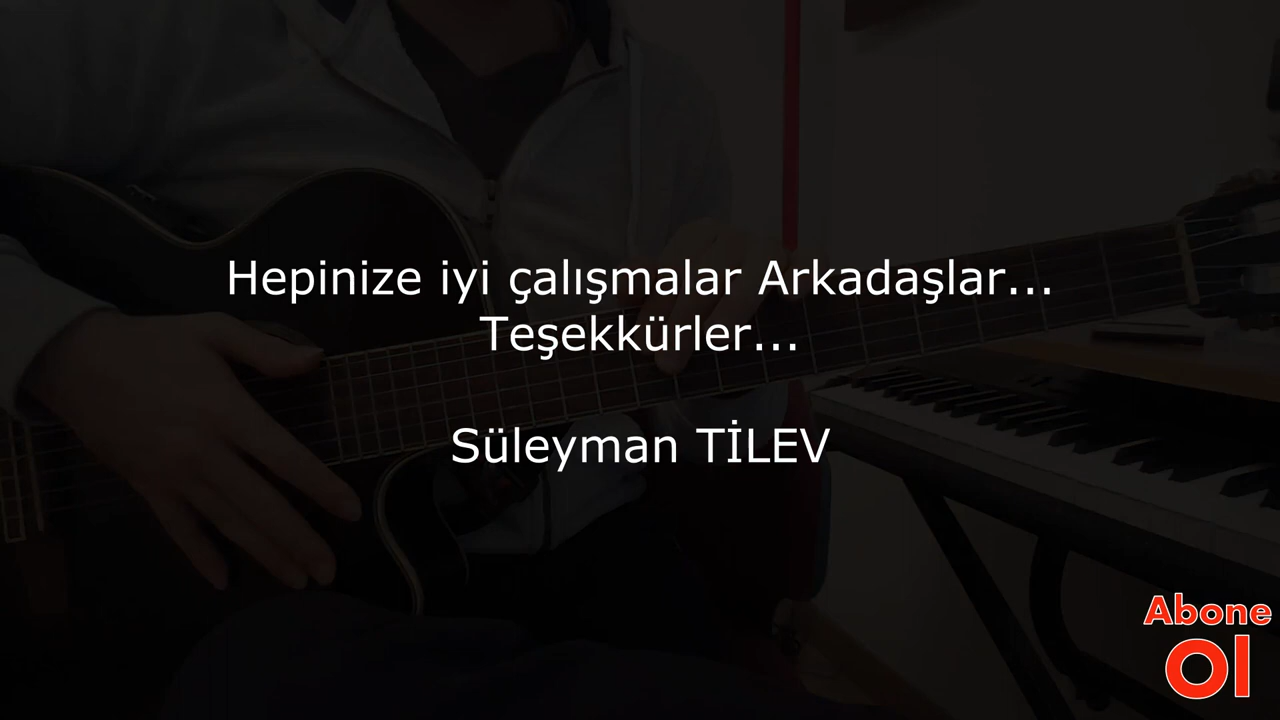 Hepinize iyi çalışmalar Arkadaşlar...
Teşekkürler...
Süleyman TİLEV
Abone
Ol